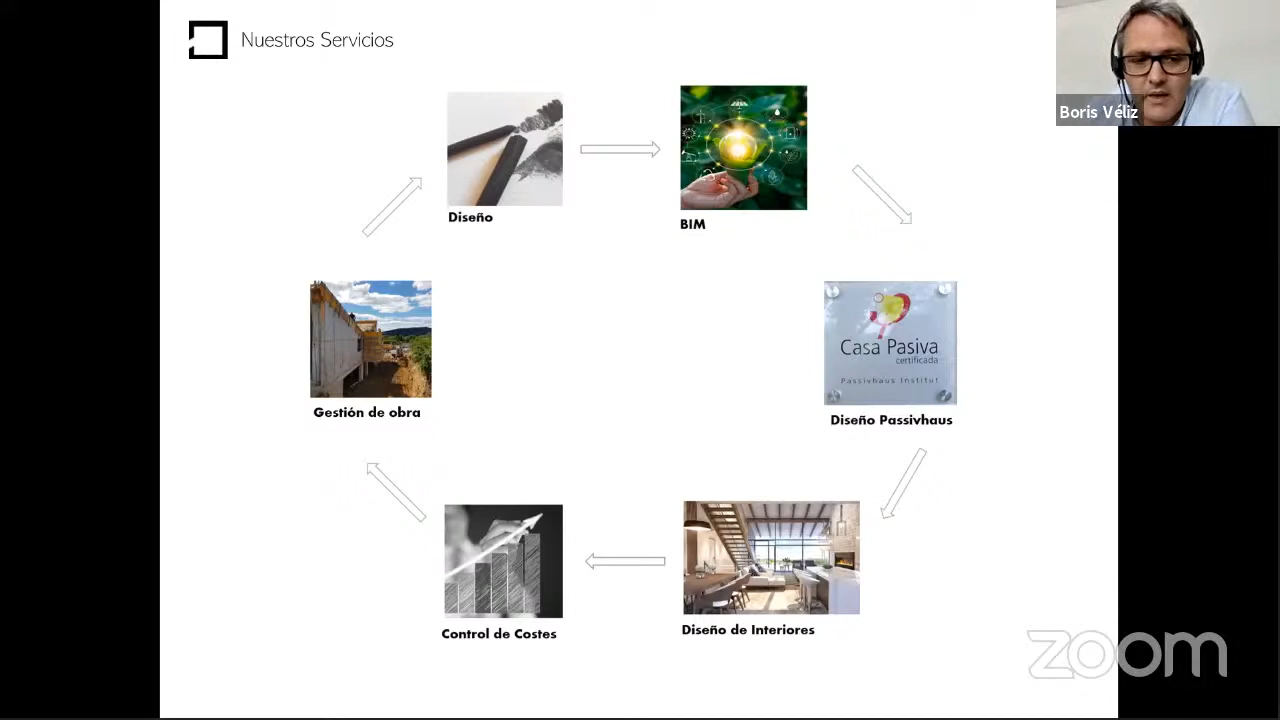 Nuestros Servicios
Boris Véliz
Diseño
BIM
Casa Pasiva
certificada
Passivhaus Institut
Gestión de obra
Diseño Passivhaus
Control de Costes
Diseño de Interiores
zoom